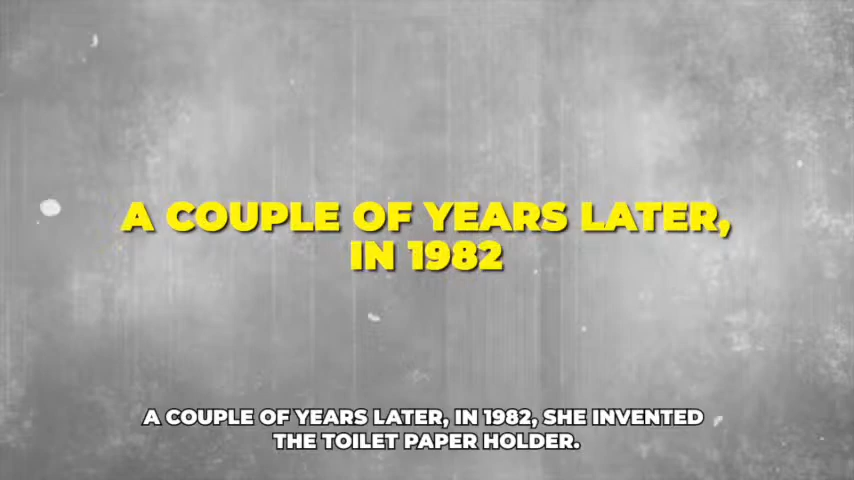 A COUPLE OF YEARS LATER,
IN 1982
A COUPLE OF YEARS LATER, IN 1982, SHE INVENTED
THE TOILET PAPER HOLDER.